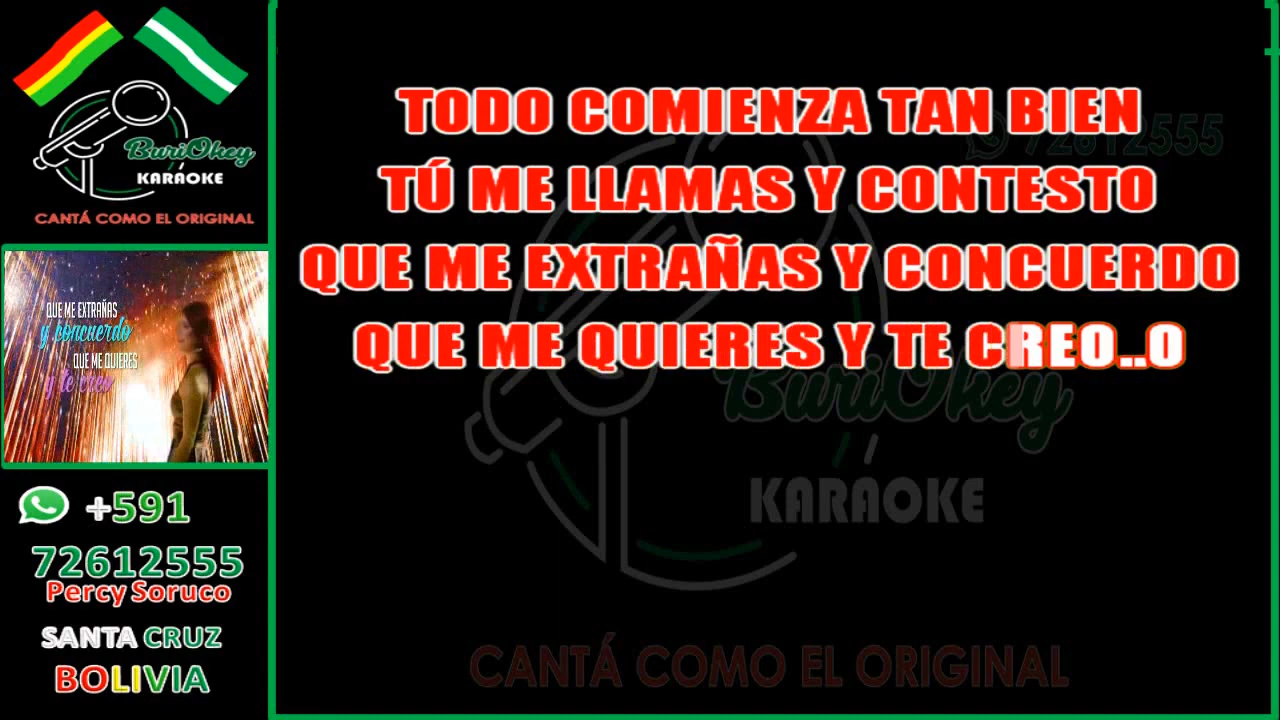 BuriOkey
KARAOKE
CANTÁ COMO EL ORIGINAL
QUE ME EXTRAÑAS
y concuerdo
QUE ME QUIERES
y te creo
+591
72612555
Percy Soruco
SANTA CRUZ
BOLIVIA
TODO COMIENZA TAN BIEN
TÚ ME LLAMAS Y CONTESTO
QUE ME EXTRAÑAS Y CONCUERDO
QUE ME QUIERES Y TE CREO..O
72612555
BuriOkey
KARAOKE
CANTÁ COMO EL ORIGINAL